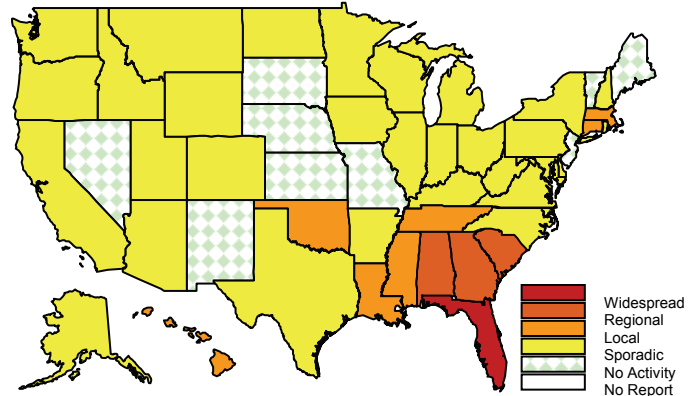 Widespread
Regional
Local
Sporadic
No Activity
No Report